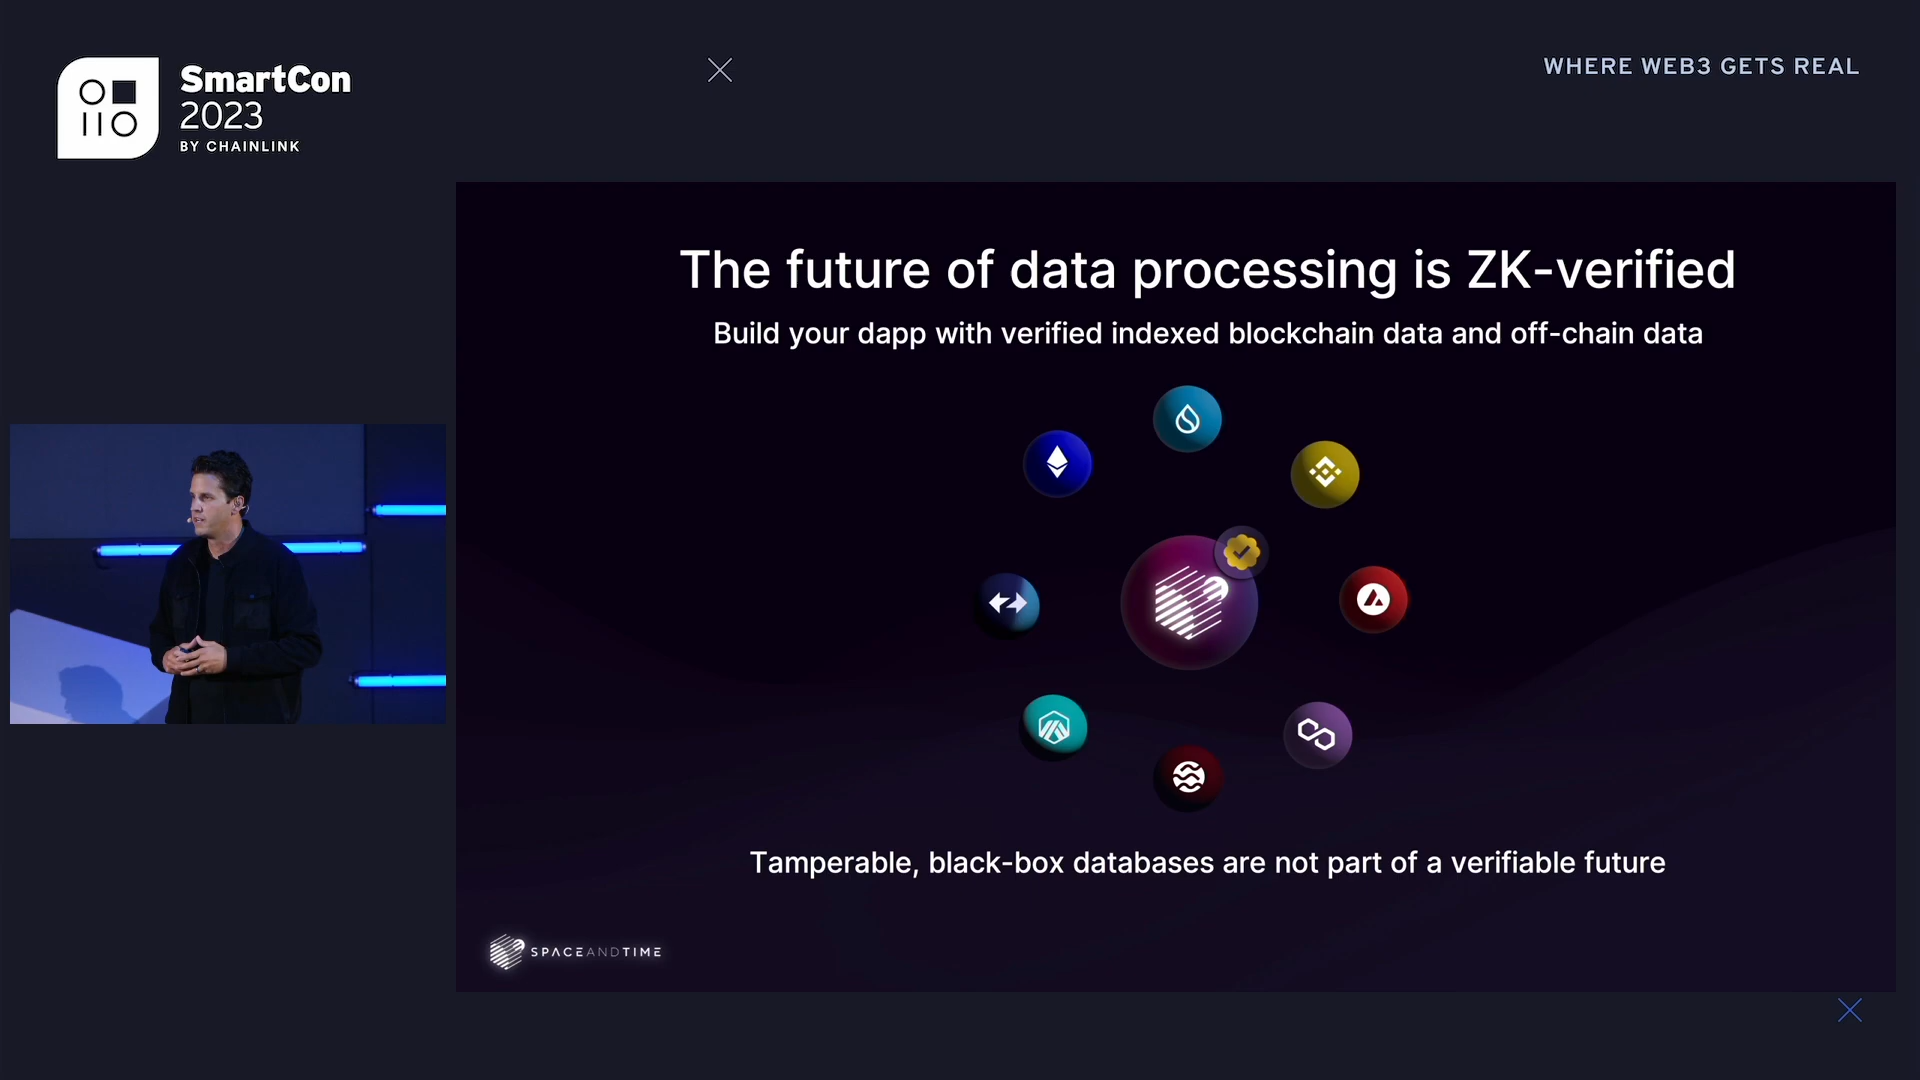 SmartCon
2023
BY CHAINLINK
WHERE WEB3 GETS REAL
The future of data processing is ZK-verified
Build your dapp with verified indexed blockchain data and off-chain data
Tamperable, black-box databases are not part of a verifiable future
SPACEANDTIME